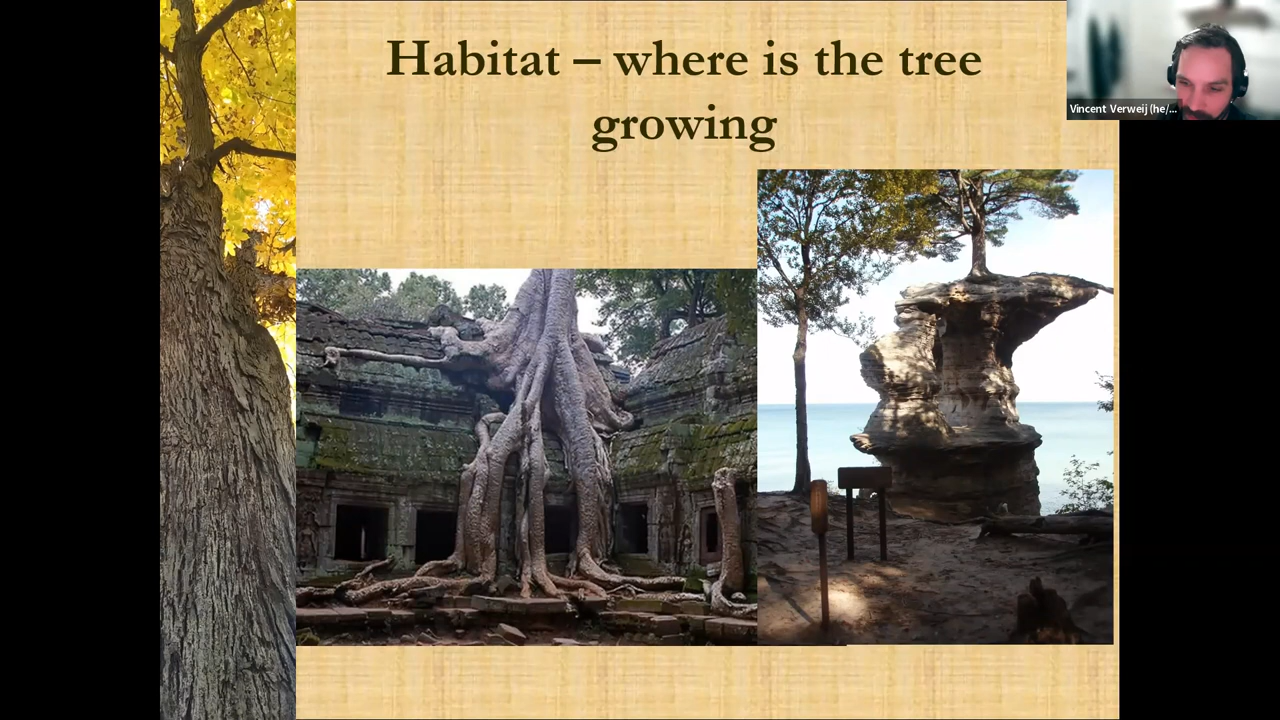 Habitat – where is the tree
growing
Vincent Verweij (he/...